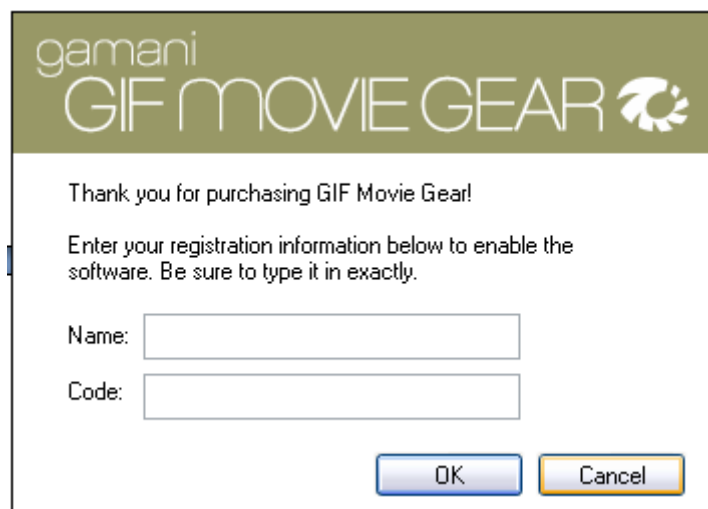 gamani
GIF MOVIE GEAR
Thank you for purchasing GIF Movie Gear!
Enter your registration information below to enable the
software. Be sure to type it in exactly.
Name:
Code:
OK Cancel